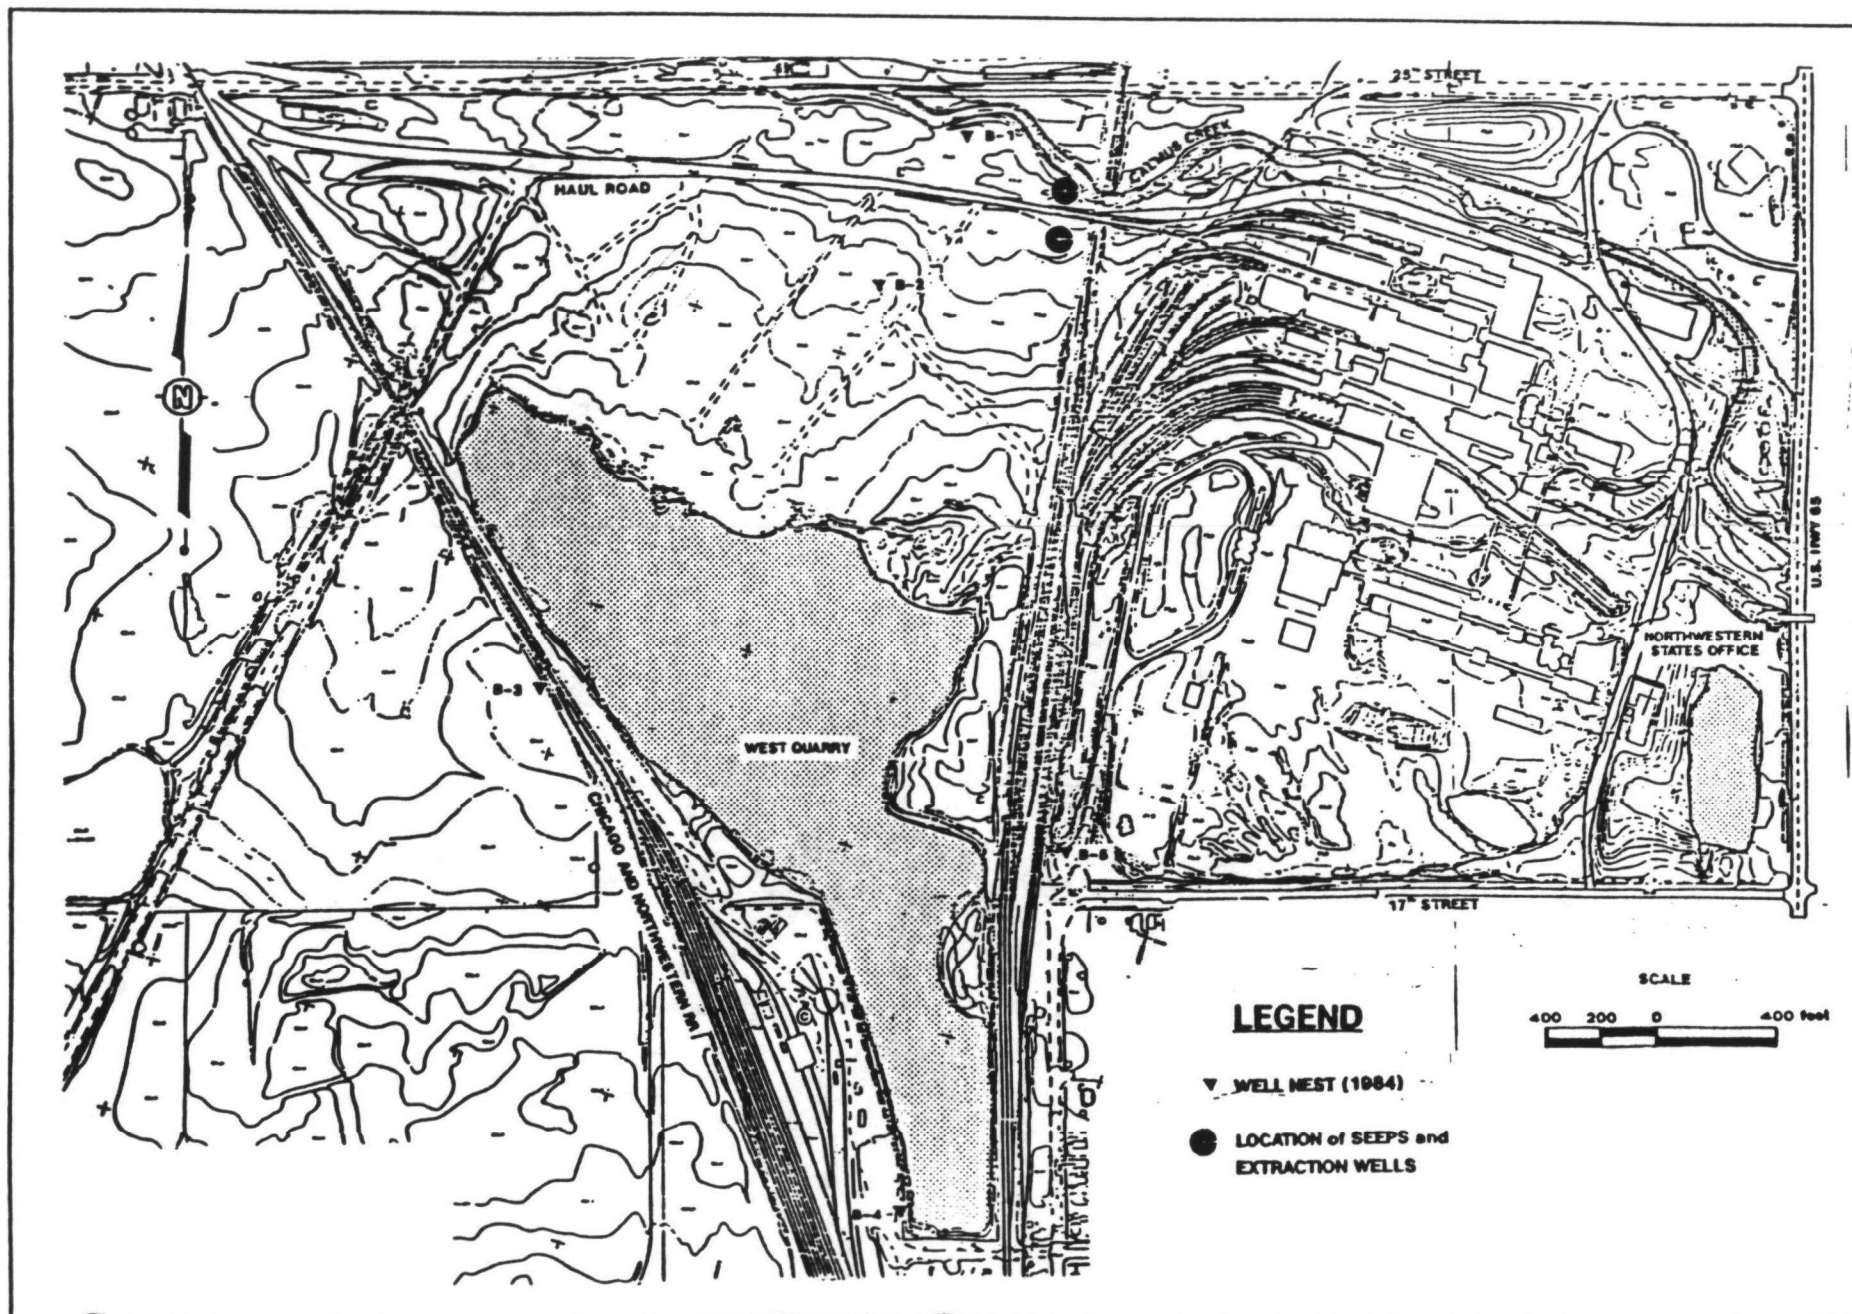 25TH STREET
B-1
CALMUS CREEK
HAUL ROAD
B-2
N
U.S. HWY 65
NORTHWESTERN
STATES OFFICE
B-3
WEST QUARRY
CHICAGO AND NORTHWESTERN RR
B-5
17TH STREET
B-4
LEGEND
SCALE
400 200 0 400 feet
WELL NEST (1984)
LOCATION of SEEPS and
EXTRACTION WELLS